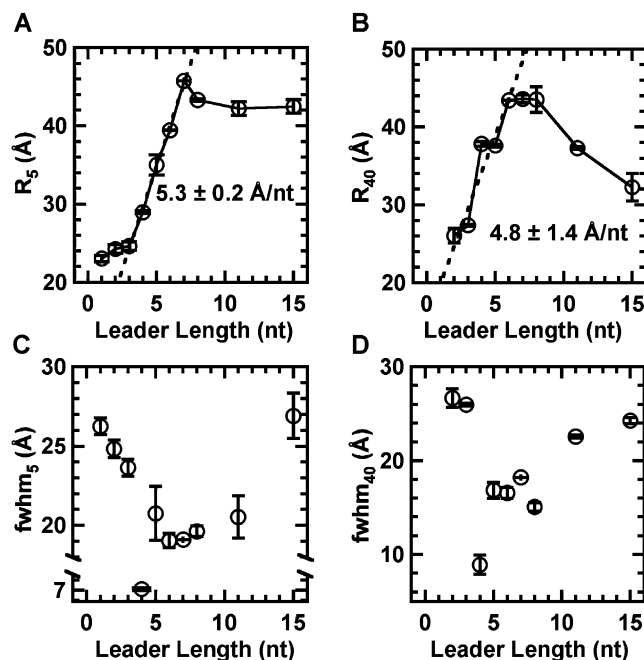 A
B
50
40
30
20
R5 (Å)
5.3 ± 0.2 Å/nt
0 5 10 15
Leader Length (nt)
50
40
30
20
R40 (Å)
4.8 ± 1.4 Å/nt
0 5 10 15
Leader Length (nt)
C
D
30
25
20
7
fwhm5 (Å)
0 5 10 15
Leader Length (nt)
30
20
10
fwhm40 (Å)
0 5 10 15
Leader Length (nt)